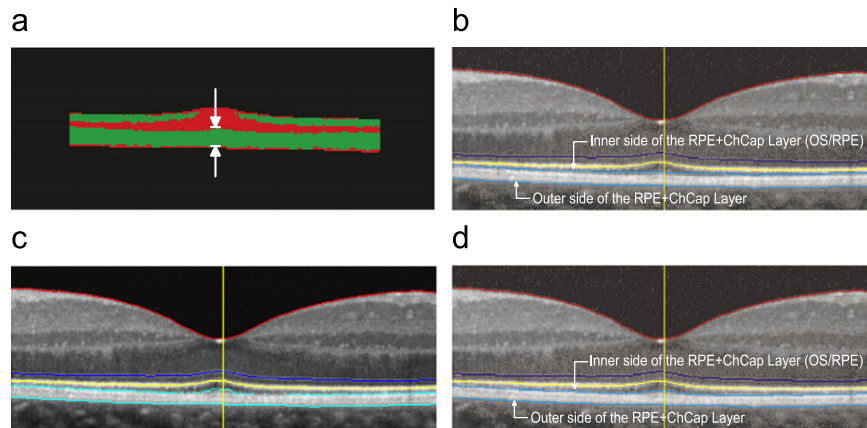 a
b
Inner side of the RPE+ChCap Layer (OS/RPE)
Outer side of the RPE+ChCap Layer
c
d
Inner side of the RPE+ChCap Layer (OS/RPE)
Outer side of the RPE+ChCap Layer